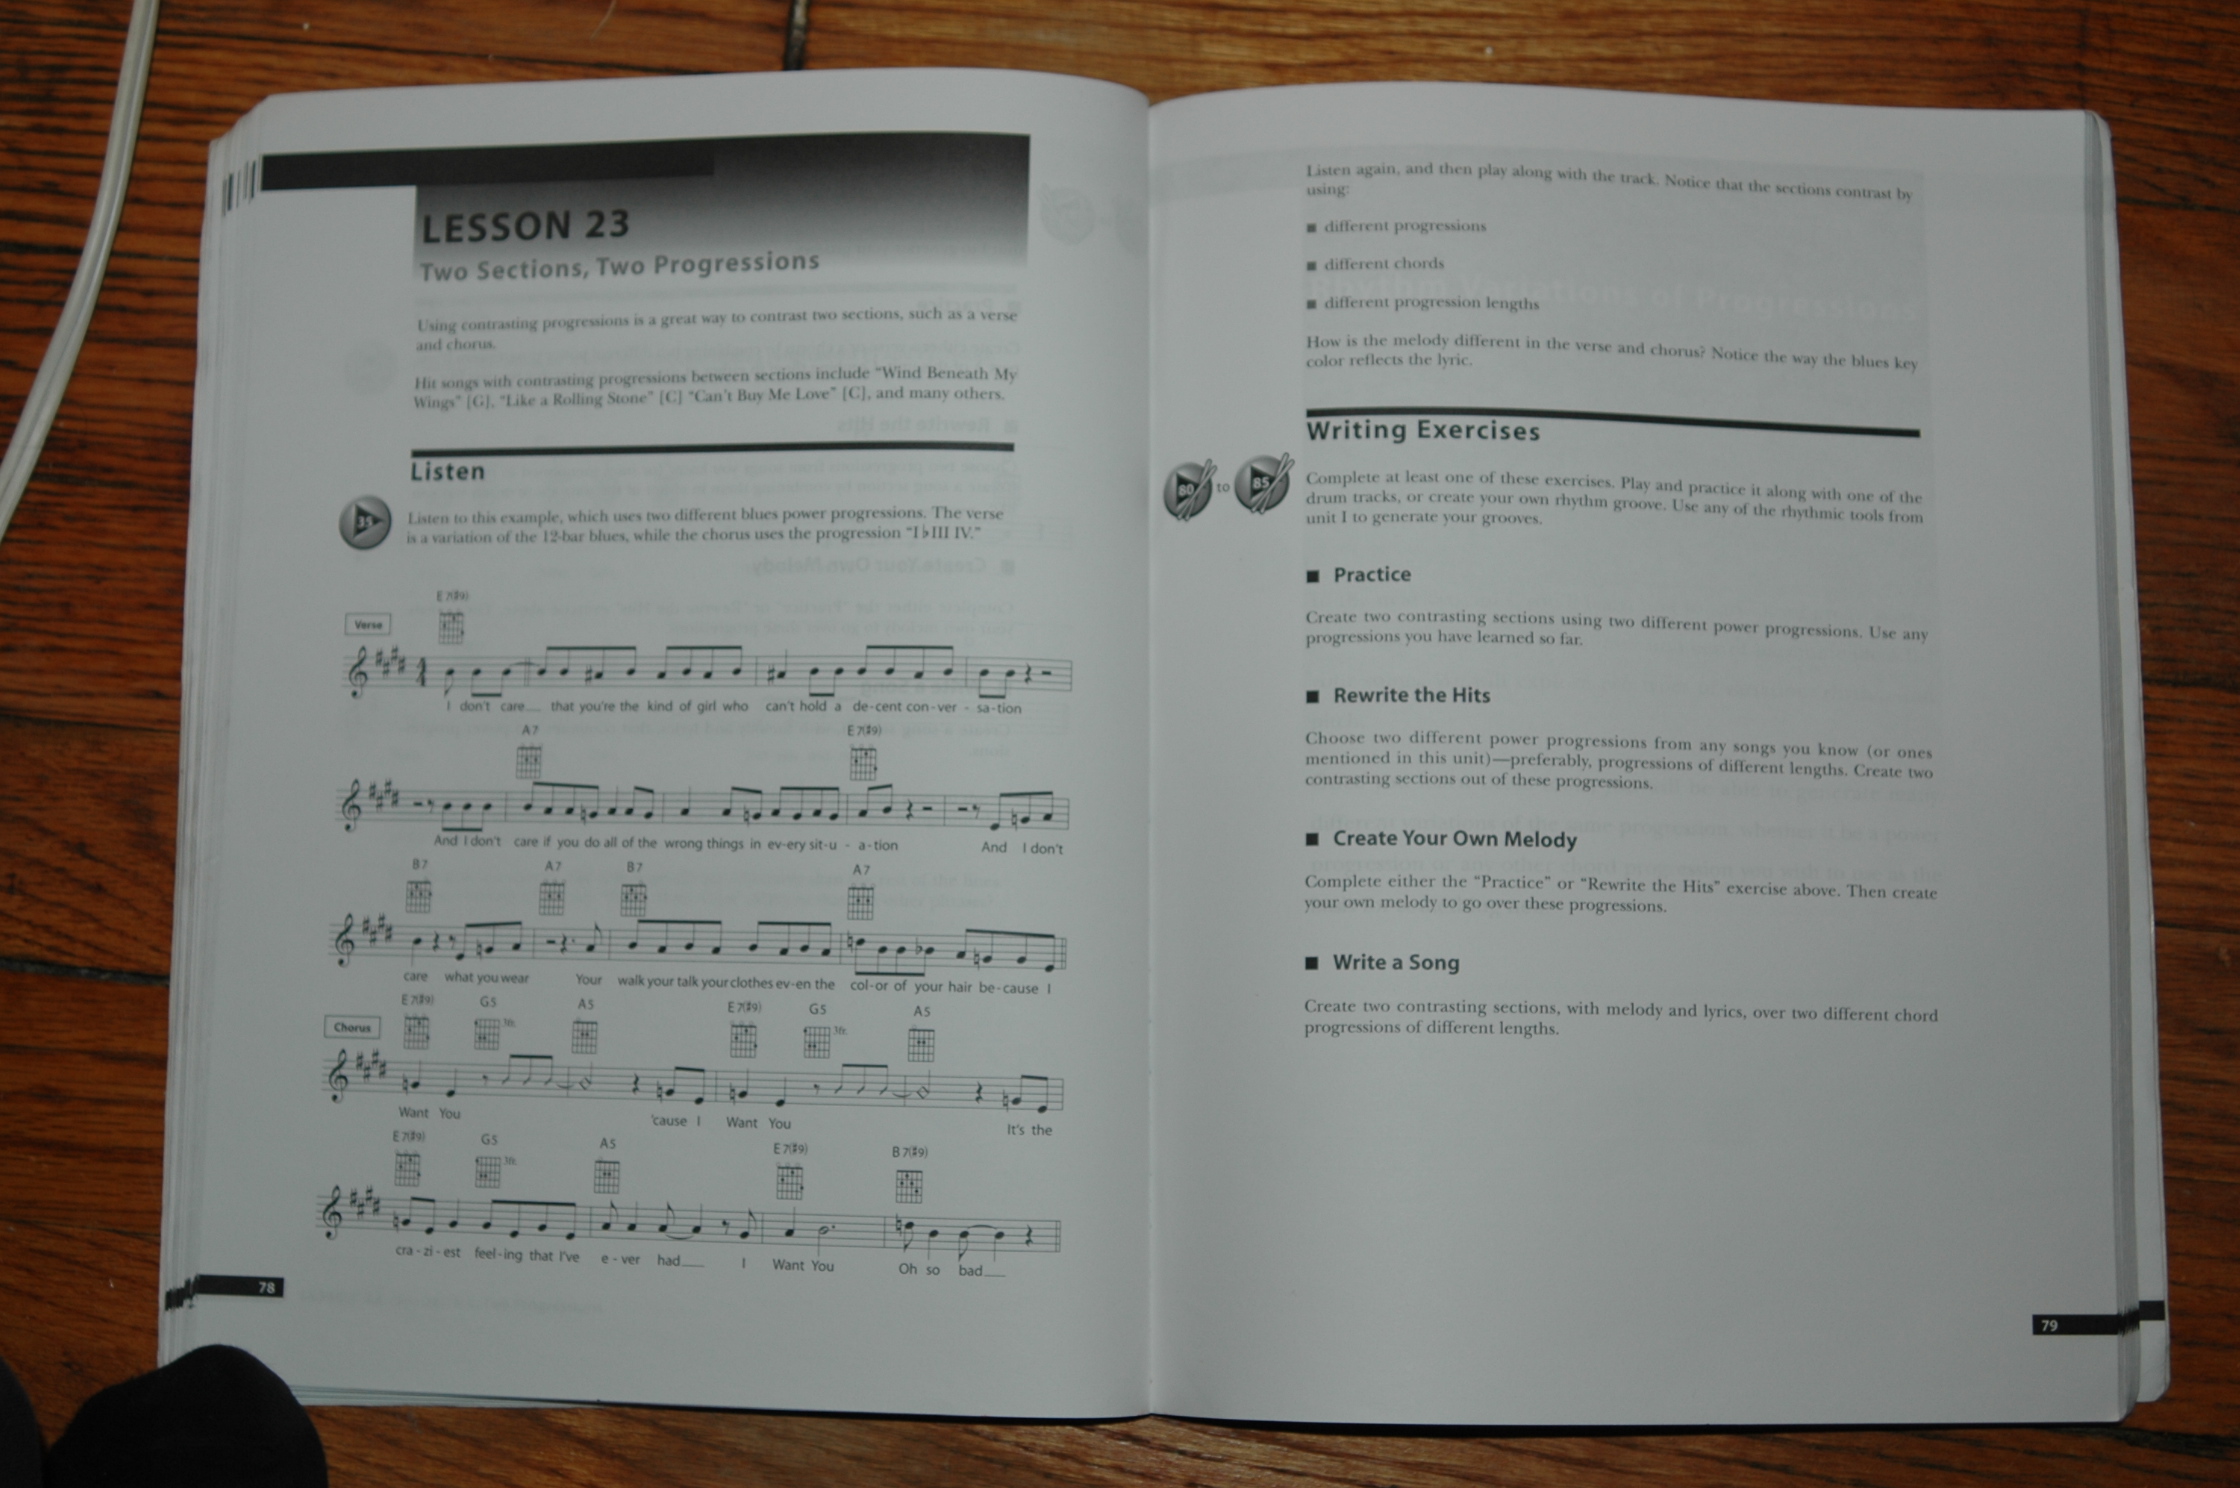 LESSON 23
Two Sections, Two Progressions
Using contrasting progressions is a great way to contrast two sections, such as a verse
and chorus.
Hit songs with contrasting progressions between sections include “Wind Beneath My
Wings” [G], “Like a Rolling Stone” [C] “Can’t Buy Me Love” [C], and many others.
Listen
Listen to this example, which uses two different blues power progressions. The verse
is a variation of the 12-bar blues, while the chorus uses the progression “I ♭III IV.”
Verse
E7(♯9)
I don't care__ that you're the kind of girl who can't hold a de-cent con-ver - sa-tion
A7 E7(♯9)
And I don't care if you do all of the wrong things in ev-ery sit-u - a-tion And I don't
B7 A7 B7 A7
care what you wear Your walk your talk your clothes ev-en the col-or of your hair be-cause I
Chorus
E7(♯9) G5 A5 E7(♯9) G5 A5
3fr. 3fr.
Want You 'cause I Want You It's the
E7(♯9) G5 A5 E7(♯9) B7(♯9)
3fr.
cra-zi-est feel-ing that I've e-ver had__ I Want You Oh so bad__
78
Listen again, and then play along with the track. Notice that the sections contrast by
using:
■ different progressions
■ different chords
■ different progression lengths
How is the melody different in the verse and chorus? Notice the way the blues key
color reflects the lyric.
Writing Exercises
80 to 85
Complete at least one of these exercises. Play and practice it along with one of the
drum tracks, or create your own rhythm groove. Use any of the rhythmic tools from
unit I to generate your grooves.
■ Practice
Create two contrasting sections using two different power progressions. Use any
progressions you have learned so far.
■ Rewrite the Hits
Choose two different power progressions from any songs you know (or ones
mentioned in this unit)—preferably, progressions of different lengths. Create two
contrasting sections out of these progressions.
■ Create Your Own Melody
Complete either the “Practice” or “Rewrite the Hits” exercise above. Then create
your own melody to go over these progressions.
■ Write a Song
Create two contrasting sections, with melody and lyrics, over two different chord
progressions of different lengths.
79